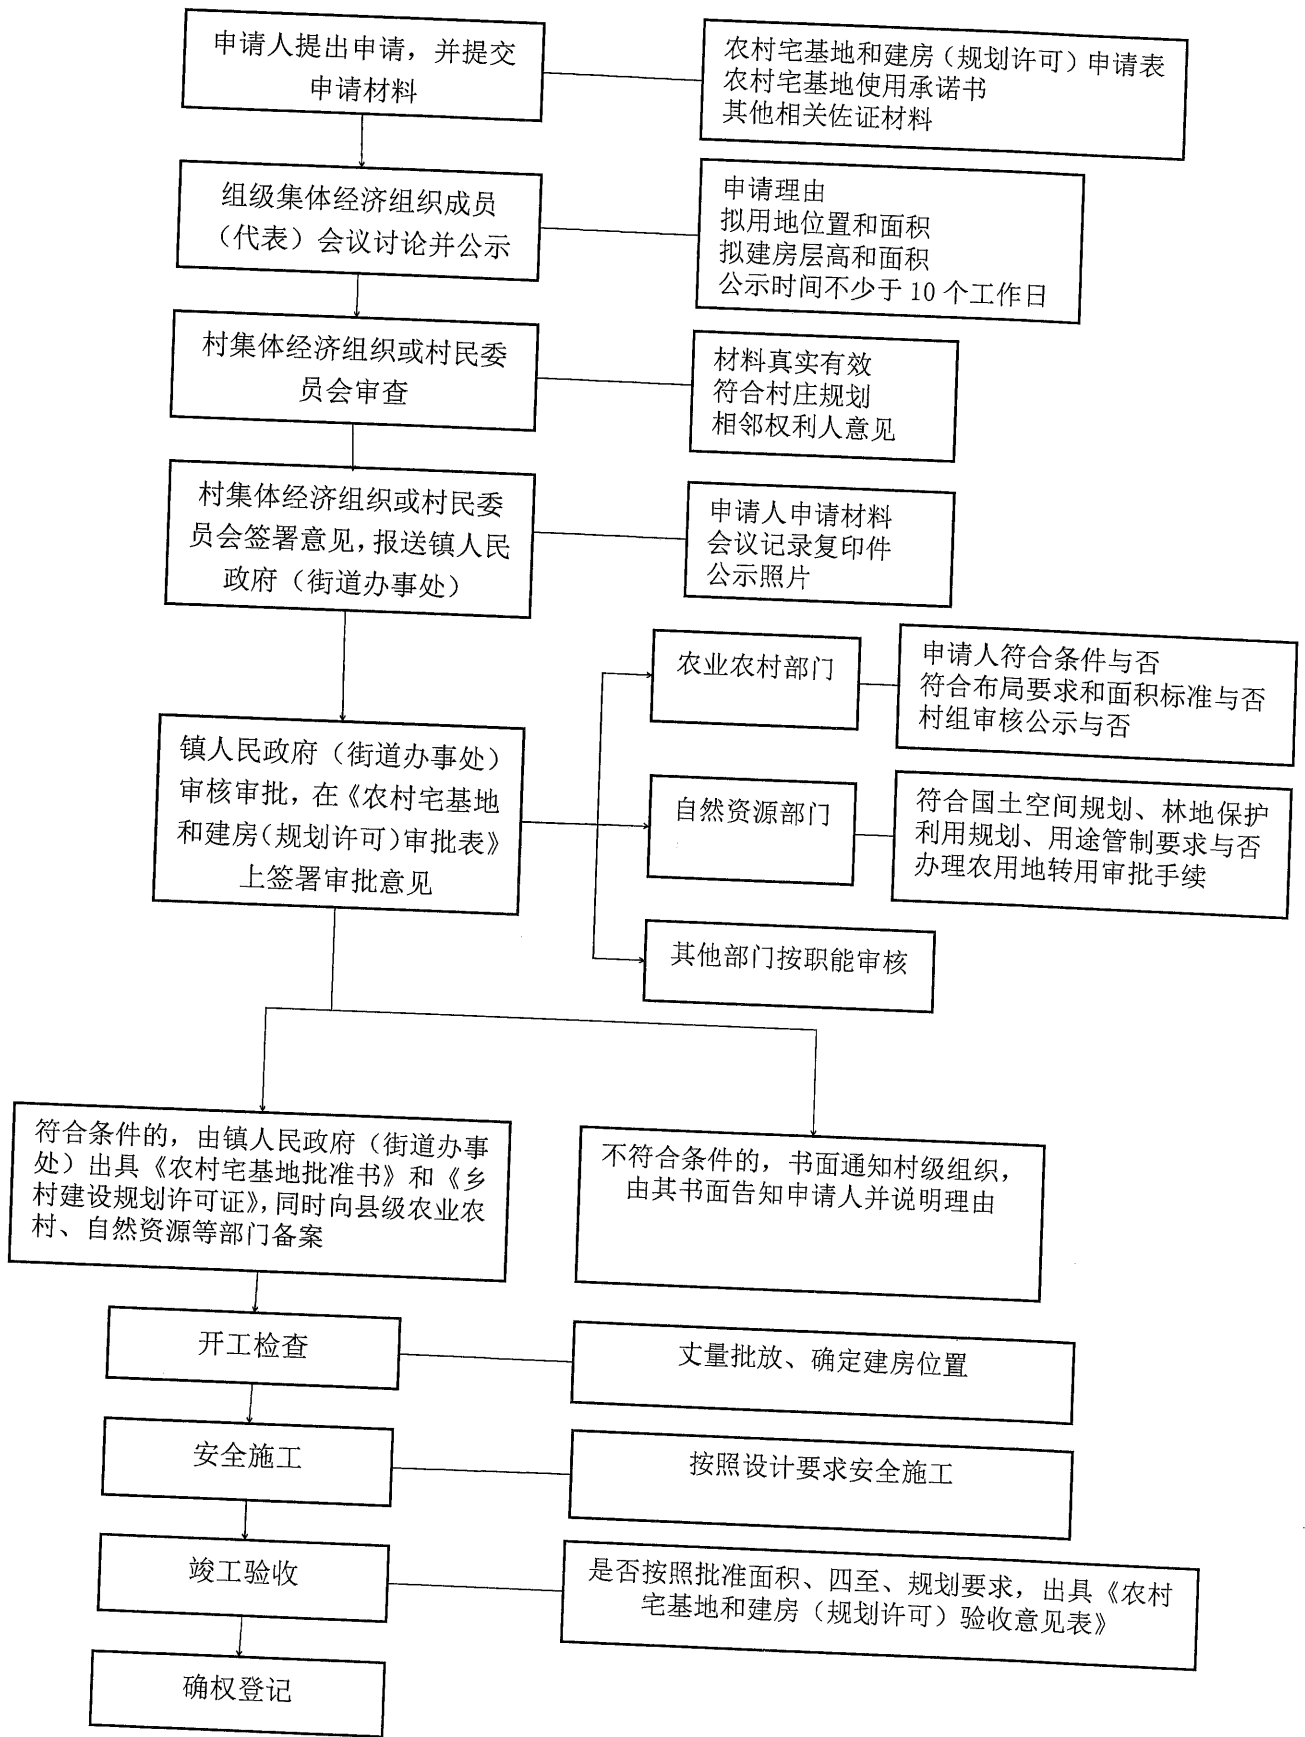 申请人提出申请，并提交
申请材料
农村宅基地和建房（规划许可）申请表
农村宅基地使用承诺书
其他相关佐证材料
组级集体经济组织成员
（代表）会议讨论并公示
申请理由
拟用地位置和面积
拟建房层高和面积
公示时间不少于 10 个工作日
村集体经济组织或村民委
员会审查
材料真实有效
符合村庄规划
相邻权利人意见
村集体经济组织或村民委
员会签署意见，报送镇人民
政府（街道办事处）
申请人申请材料
会议记录复印件
公示照片
镇人民政府（街道办事处）
审核审批，在《农村宅基地
和建房（规划许可）审批表》
上签署审批意见
农业农村部门
申请人符合条件与否
符合布局要求和面积标准与否
村组审核公示与否
自然资源部门
符合国土空间规划、林地保护
利用规划、用途管制要求与否
办理农用地转用审批手续
其他部门按职能审核
符合条件的，由镇人民政府（街道办事
处）出具《农村宅基地批准书》和《乡
村建设规划许可证》，同时向县级农业农
村、自然资源等部门备案
不符合条件的，书面通知村级组织，
由其书面告知申请人并说明理由
开工检查
丈量批放、确定建房位置
安全施工
按照设计要求安全施工
竣工验收
是否按照批准面积、四至、规划要求，出具《农村
宅基地和建房（规划许可）验收意见表》
确权登记